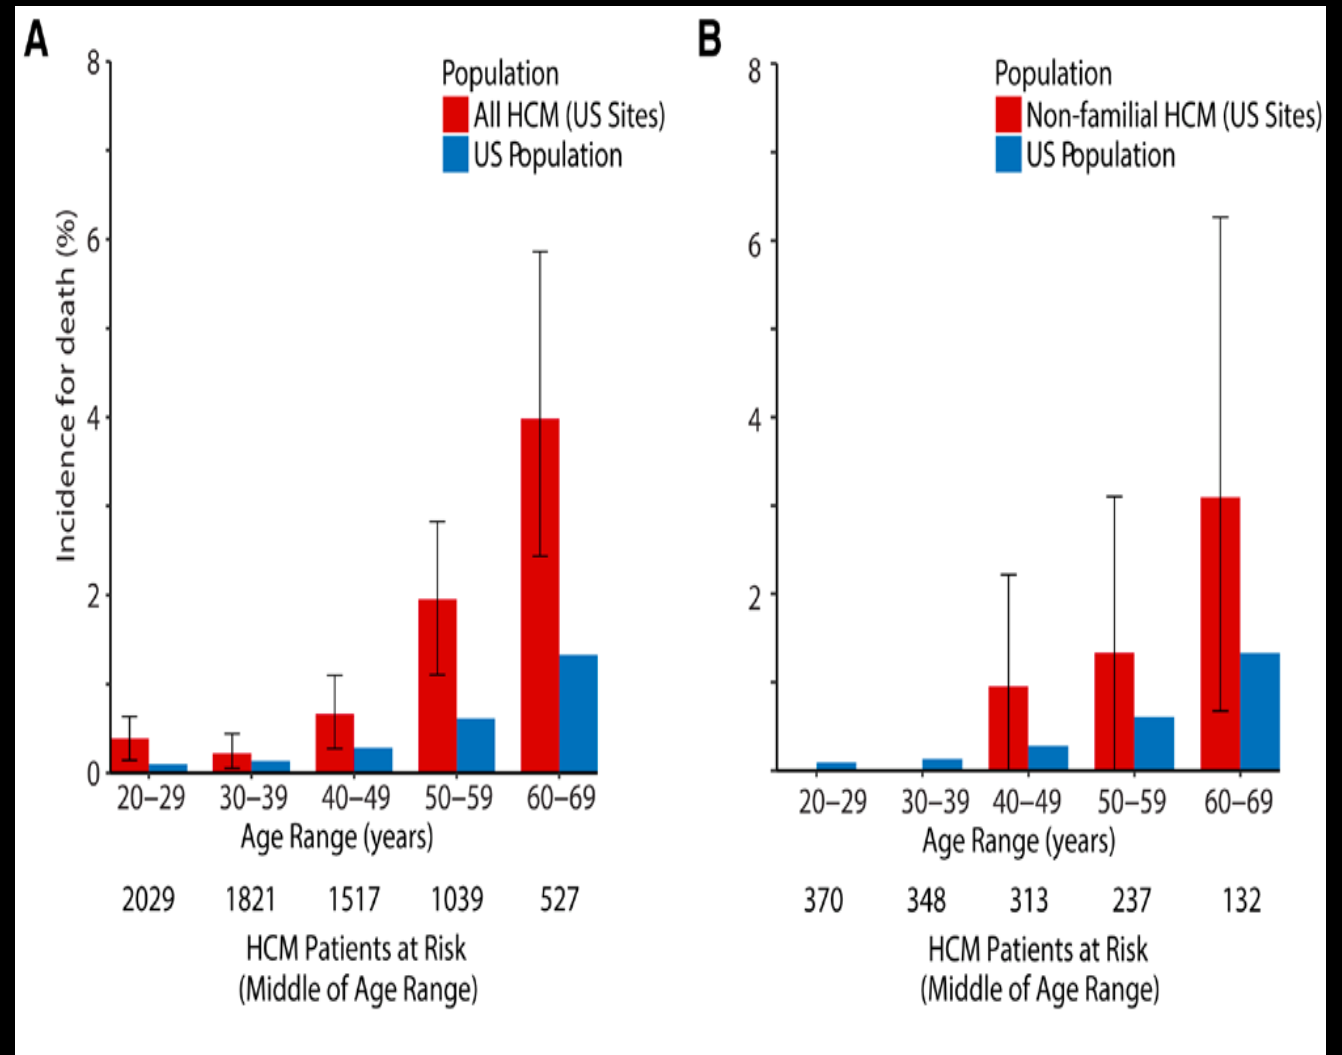 A
Population
All HCM (US Sites)
US Population
Incidence for death (%)
8
6
4
2
0
20–29 30–39 40–49 50–59 60–69
Age Range (years)
2029 1821 1517 1039 527
HCM Patients at Risk
(Middle of Age Range)
B
Population
Non-familial HCM (US Sites)
US Population
8
6
4
2
20–29 30–39 40–49 50–59 60–69
Age Range (years)
370 348 313 237 132
HCM Patients at Risk
(Middle of Age Range)